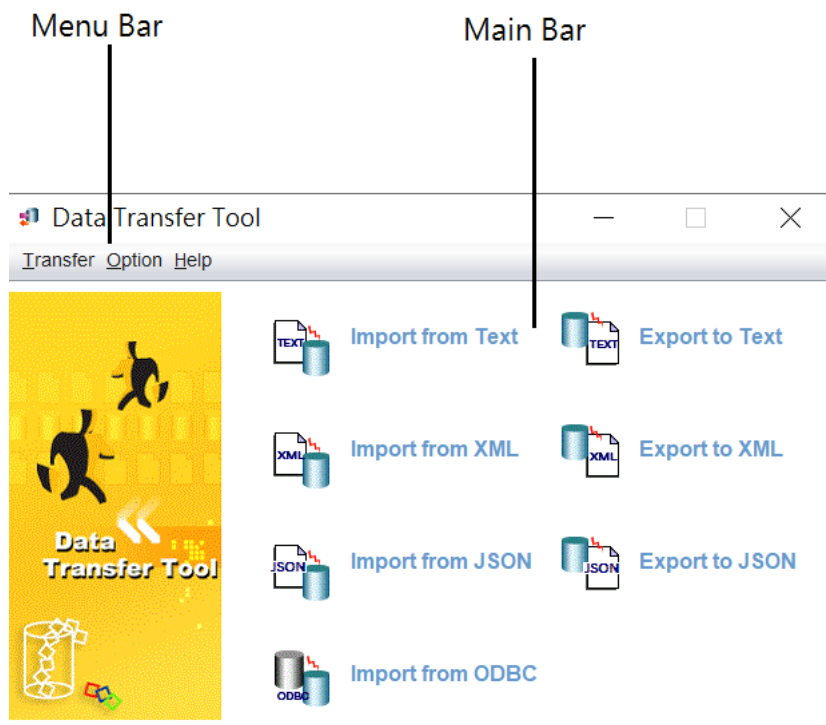 Menu Bar
Main Bar
Data Transfer Tool
Transfer Option Help
TEXT
Import from Text
TEXT
Export to Text
XML
Import from XML
XML
Export to XML
JSON
Import from JSON
JSON
Export to JSON
ODBC
Import from ODBC
Data
Transfer Tool